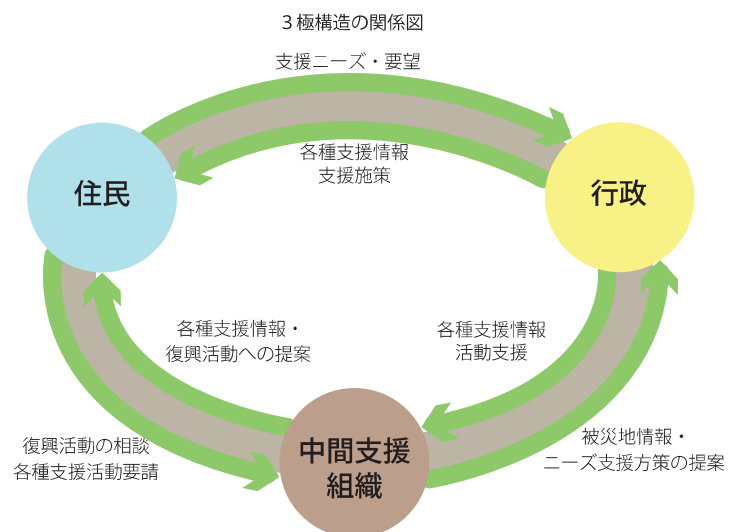 3極構造の関係図
支援ニーズ・要望
各種支援情報
支援施策
住民
行政
各種支援情報・
復興活動への提案
各種支援情報
活動支援
復興活動の相談
各種支援活動要請
中間支援
組織
被災地情報・
ニーズ支援方策の提案